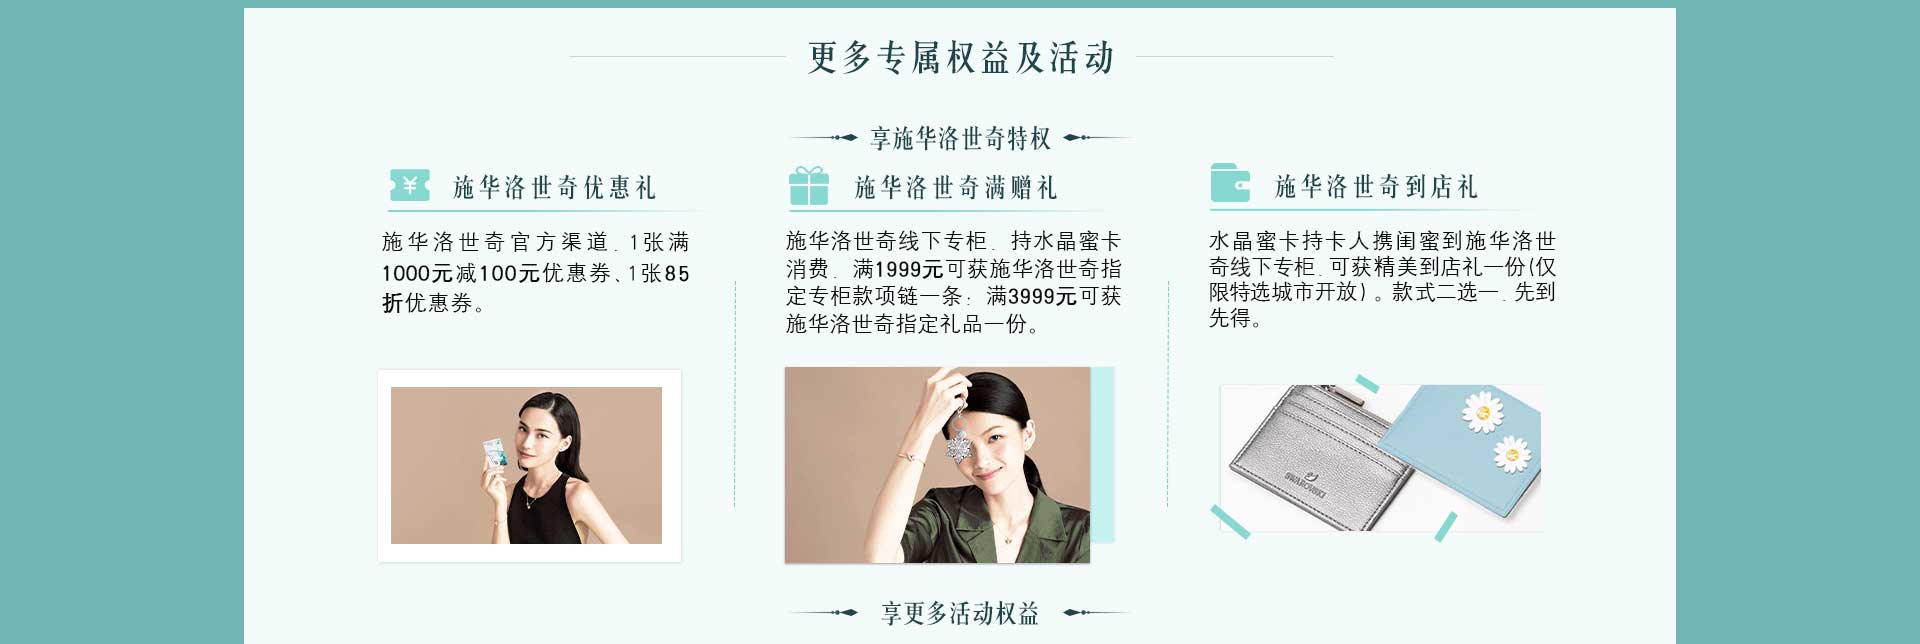 更多专属权益及活动
享施华洛世奇特权
施华洛世奇优惠礼
施华洛世奇官方渠道, 1张满
1000元减100元优惠券、1张85
折优惠券。
施华洛世奇满赠礼
施华洛世奇线下专柜, 持水晶蜜卡
消费, 满1999元可获施华洛世奇指
定专柜款项链一条; 满3999元可获
施华洛世奇指定礼品一份。
施华洛世奇到店礼
水晶蜜卡持卡人携闺蜜到施华洛世
奇线下专柜, 可获精美到店礼一份(仅
限特选城市开放)。款式二选一, 先到
先得。
SWAROVSKI
享更多活动权益